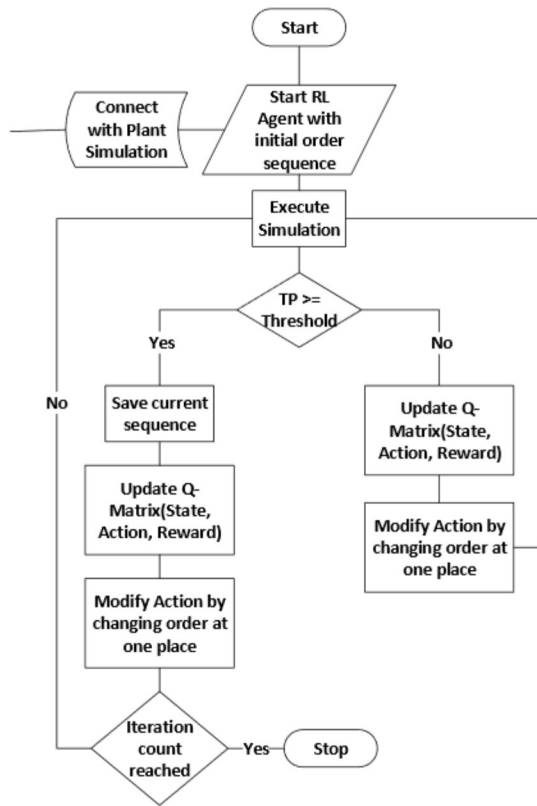 Start
Connect
with Plant
Simulation
Start RL
Agent with
initial order
sequence
Execute
Simulation
TP >=
Threshold
Yes
No
No
Save current
sequence
Update Q-
Matrix(State,
Action, Reward)
Modify Action by
changing order at
one place
Update Q-
Matrix(State,
Action, Reward)
Modify Action by
changing order at
one place
Iteration
count
reached
Yes
Stop